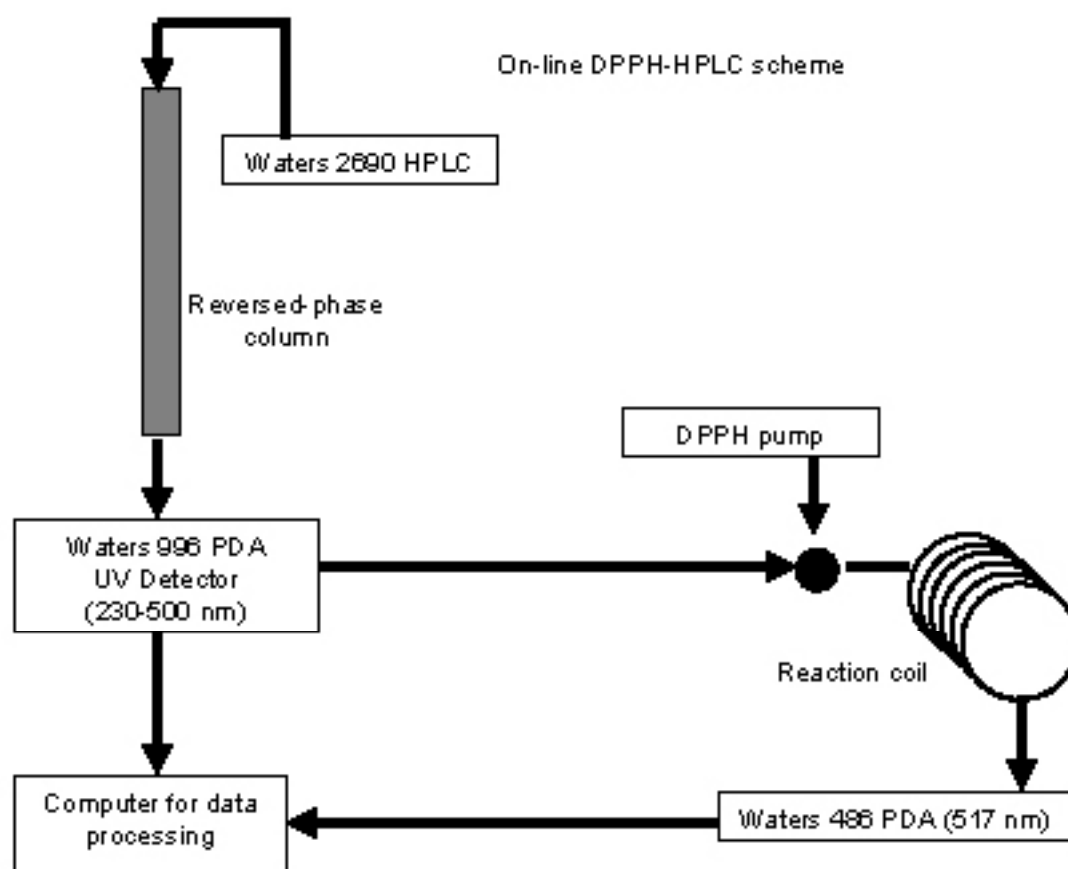 On-line DPPH-HPLC scheme
Waters 2690 HPLC
Reversed-phase
column
DPPH pump
Waters 996 PDA
UV Detector
(230-500 nm)
Reaction coil
Computer for data
processing
Waters 486 PDA (517 nm)